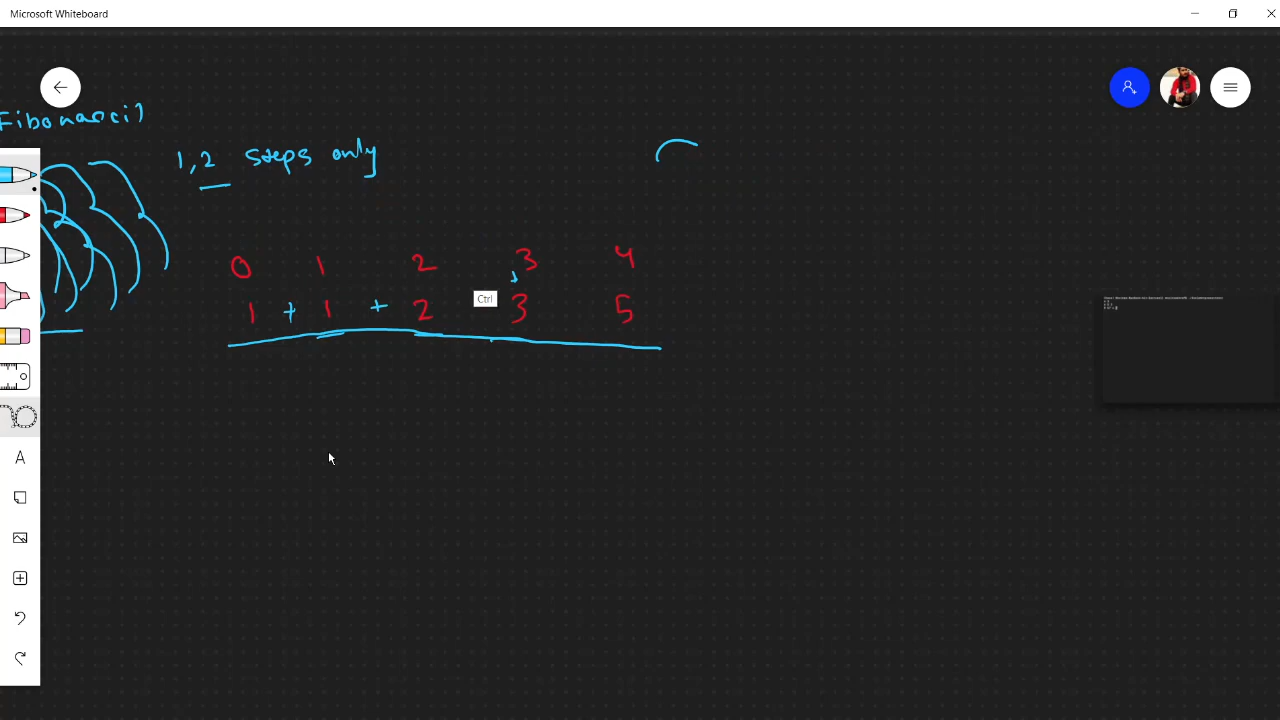 Microsoft Whiteboard
Fibonacci)
1,2 steps only
0 1 2 3 4
1 + 1 + 2 3 5
Ctrl
A